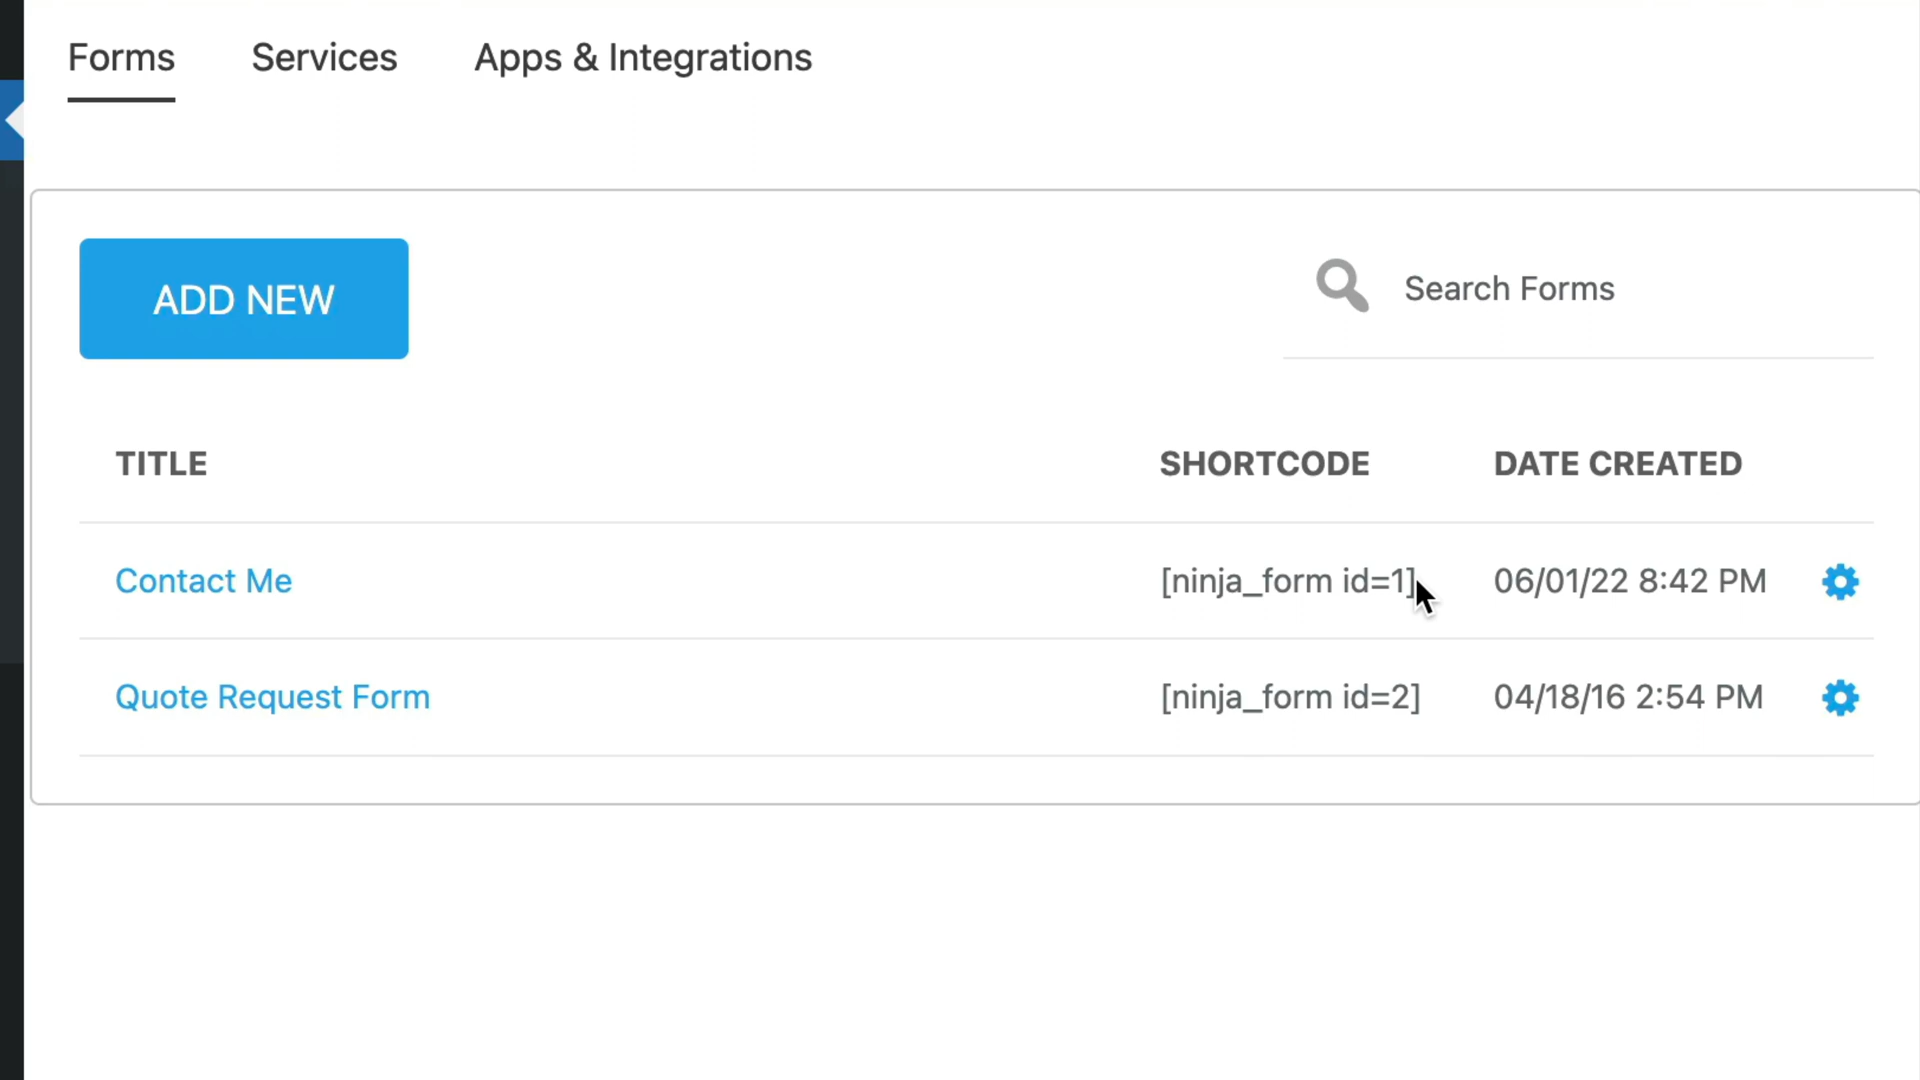 Forms Services Apps & Integrations
ADD NEW Search Forms
TITLE SHORTCODE DATE CREATED
Contact Me [ninja_form id=1] 06/01/22 8:42 PM
Quote Request Form [ninja_form id=2] 04/18/16 2:54 PM